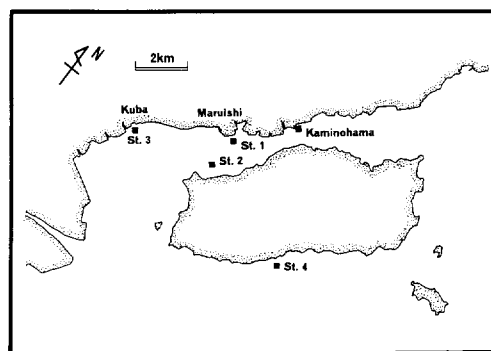 N
2km
Kuba
Maruishi
Kaminohama
St. 3
St. 1
St. 2
St. 4